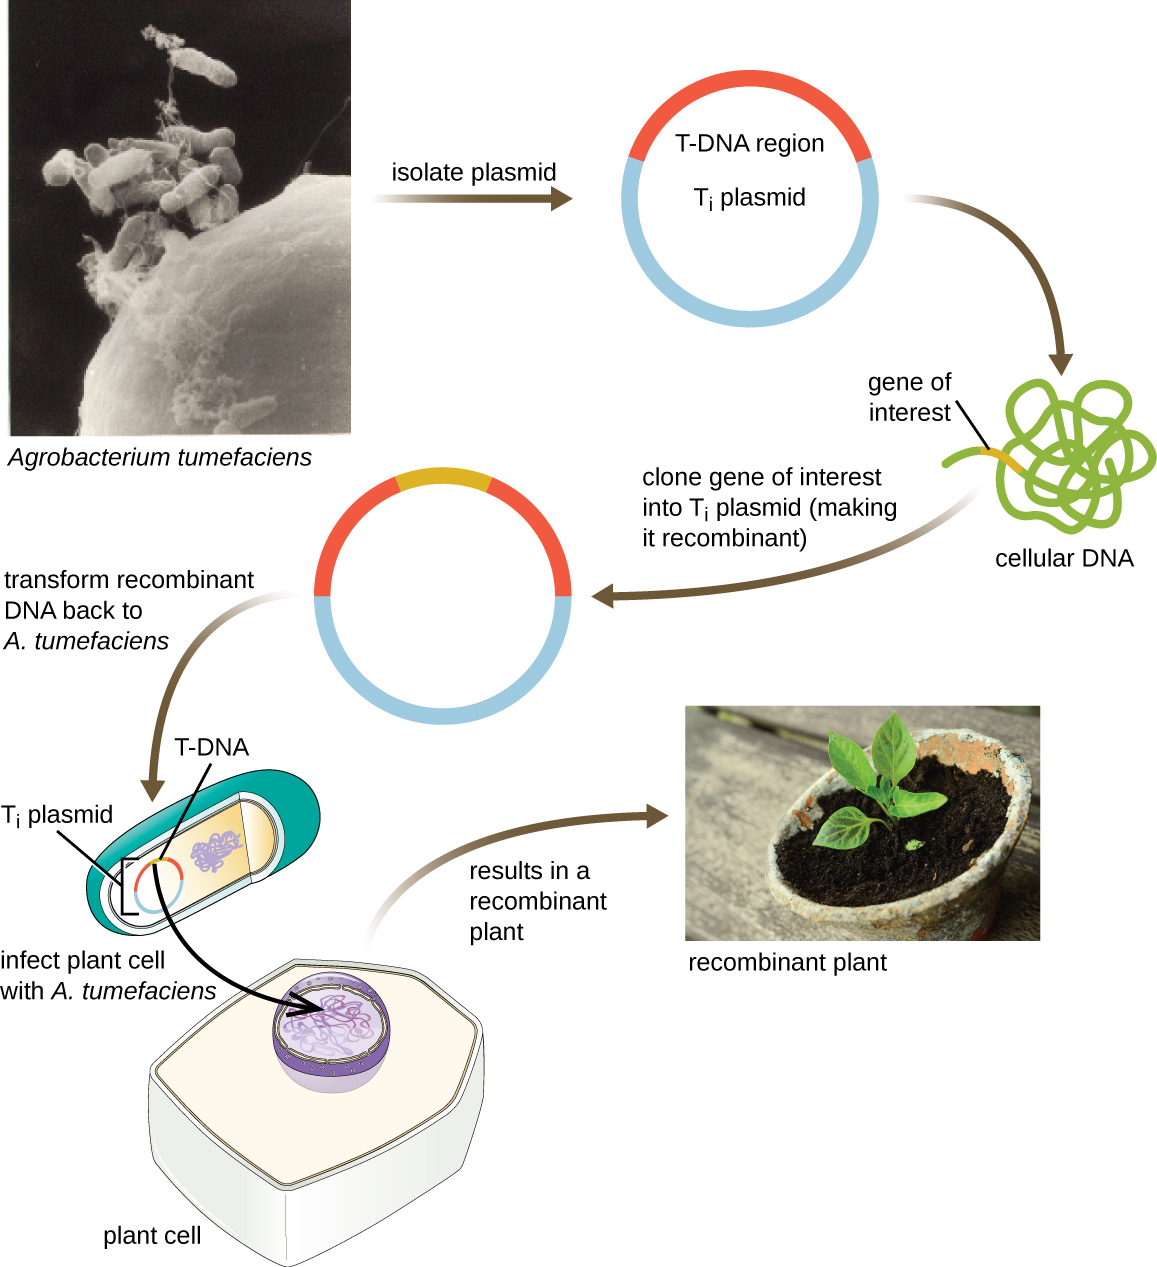 isolate plasmid
T-DNA region
Ti plasmid
Agrobacterium tumefaciens
gene of
interest
cellular DNA
clone gene of interest
into Ti plasmid (making
it recombinant)
transform recombinant
DNA back to
A. tumefaciens
T-DNA
Ti plasmid
infect plant cell
with A. tumefaciens
plant cell
results in a
recombinant
plant
recombinant plant